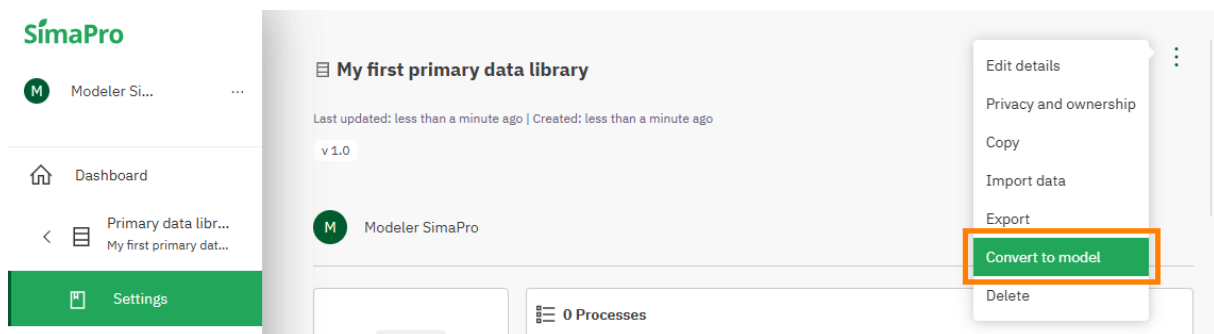 SimaPro
M
Modeler Si...
...
Dashboard
Primary data libr...
My first primary dat...
Settings
My first primary data library
Last updated: less than a minute ago | Created: less than a minute ago
v 1.0
M
Modeler SimaPro
0 Processes
Edit details
Privacy and ownership
Copy
Import data
Export
Convert to model
Delete